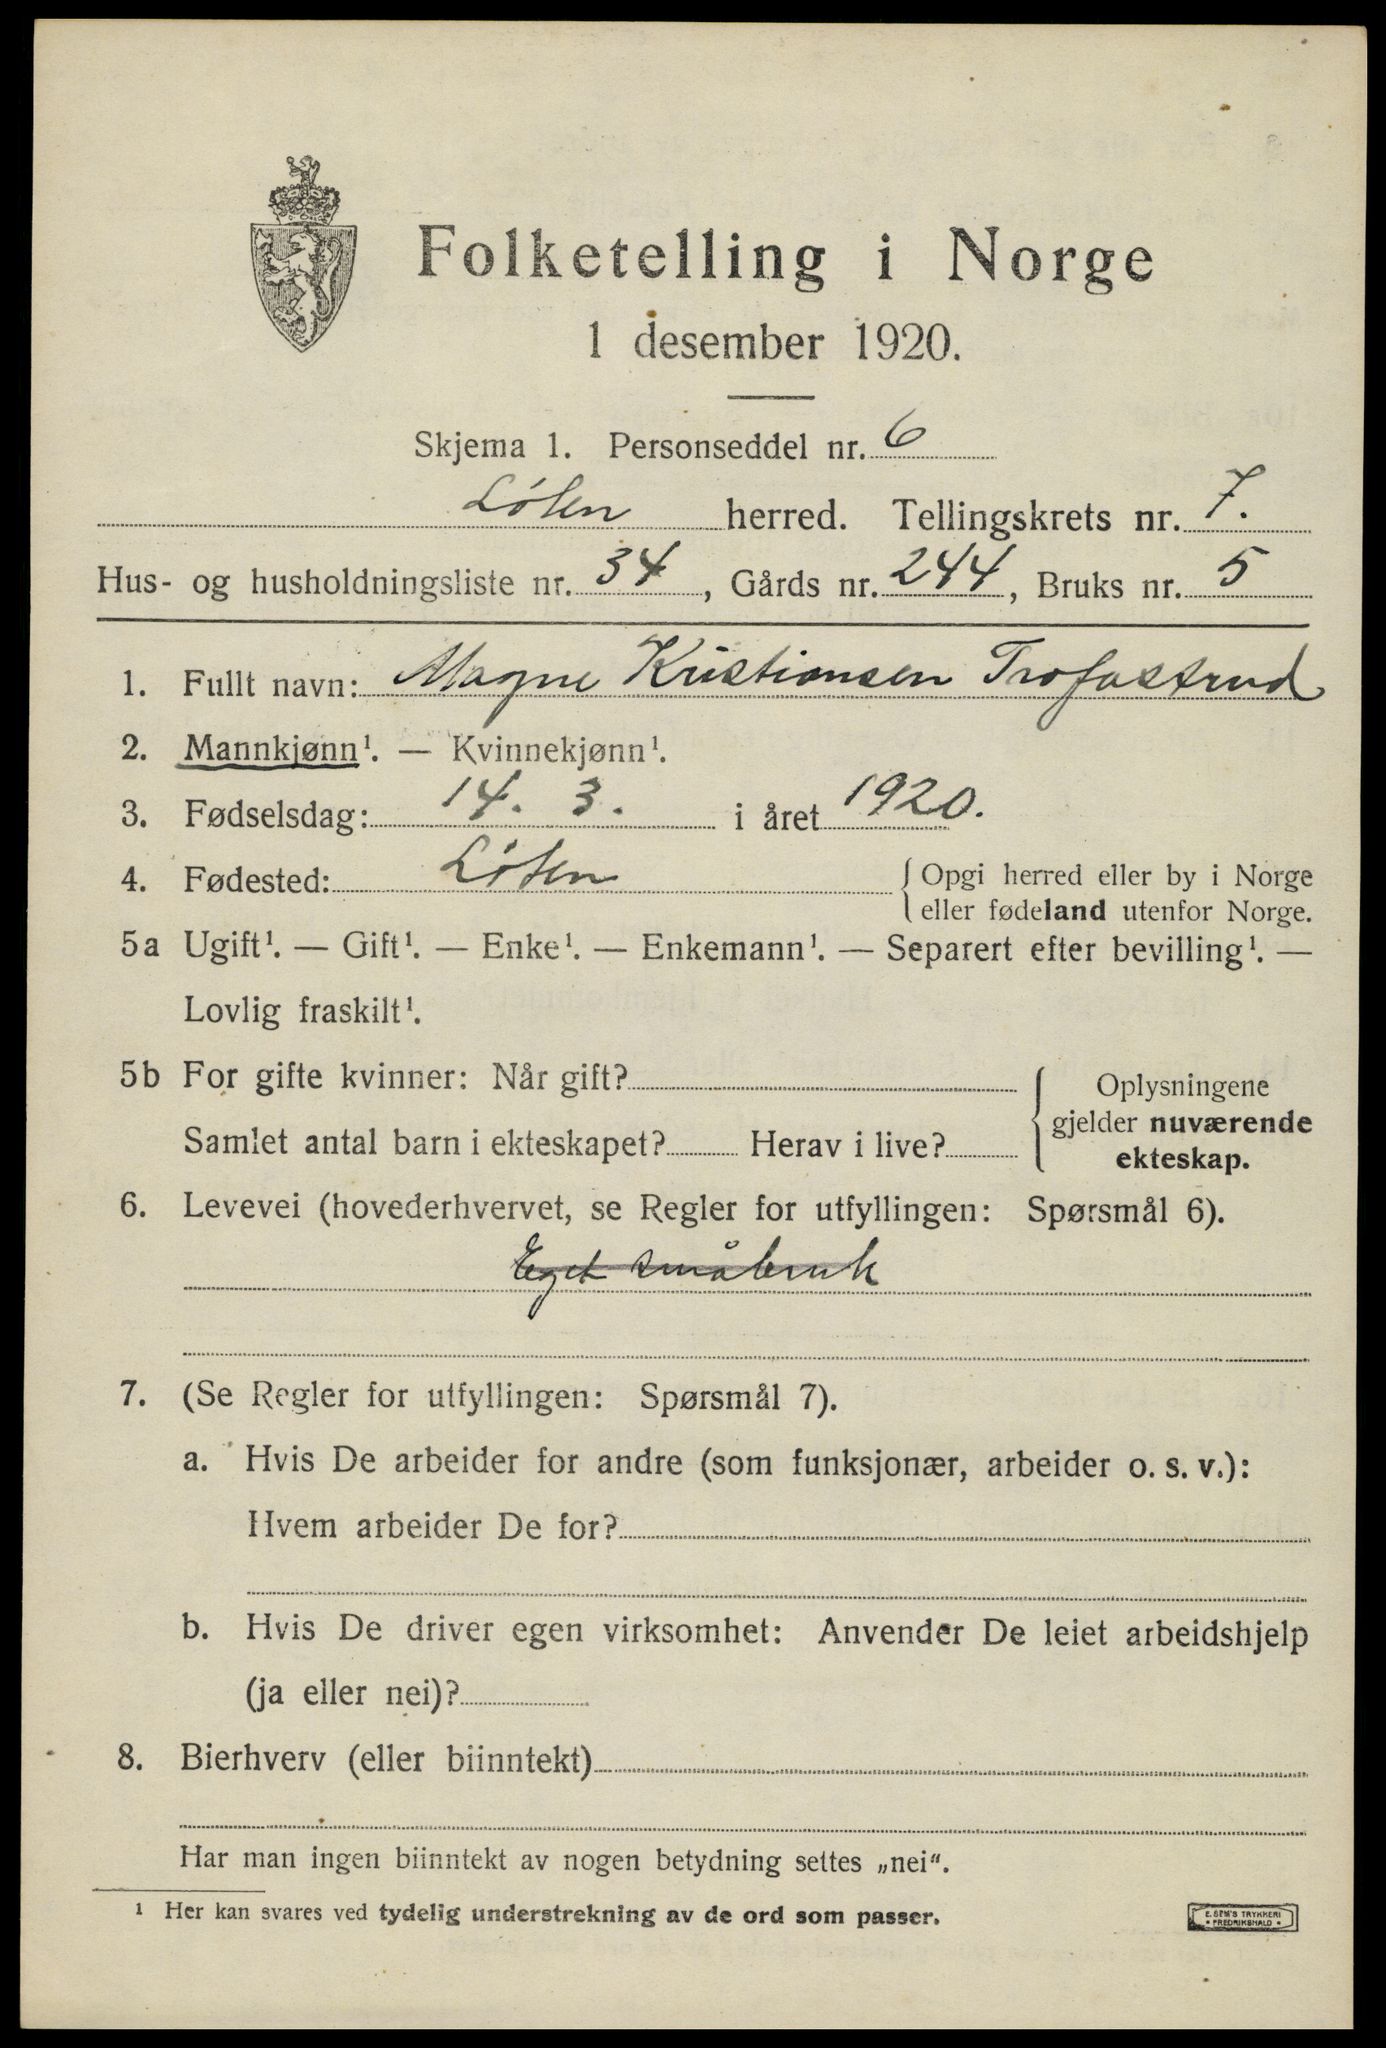 Folketelling i Norge
1 desember 1920.
Skjema 1. Personseddel nr. 6
Løten herred. Tellingskrets nr. 7.
Hus- og husholdningsliste nr. 34, Gårds nr. 244, Bruks nr. 5
1. Fullt navn: Magne Kristiansen Trofastrud
2. Mannkjønn¹. — Kvinnekjønn¹.
3. Fødselsdag: 14. 3. i året 1920.
4. Fødested: Løten { Opgi herred eller by i Norge
eller fødeland utenfor Norge.
5a Ugift¹. — Gift¹. — Enke¹. — Enkemann¹. — Separert efter bevilling¹. —
Lovlig fraskilt¹.
5b For gifte kvinner: Når gift? { Oplysningene
gjelder nuværende
Samlet antal barn i ekteskapet? Herav i live?
ekteskap.
6. Levevei (hovederhvervet, se Regler for utfyllingen: Spørsmål 6).
Eget småbruk
7. (Se Regler for utfyllingen: Spørsmål 7).
a. Hvis De arbeider for andre (som funksjonær, arbeider o. s. v.):
Hvem arbeider De for?
b. Hvis De driver egen virksomhet: Anvender De leiet arbeidshjelp
(ja eller nei)?
8. Bierhverv (eller biinntekt)
Har man ingen biinntekt av nogen betydning settes „nei“.
¹ Her kan svares ved tydelig understrekning av de ord som passer.
E. SEM'S TRYKKERI
FREDRIKSHALD